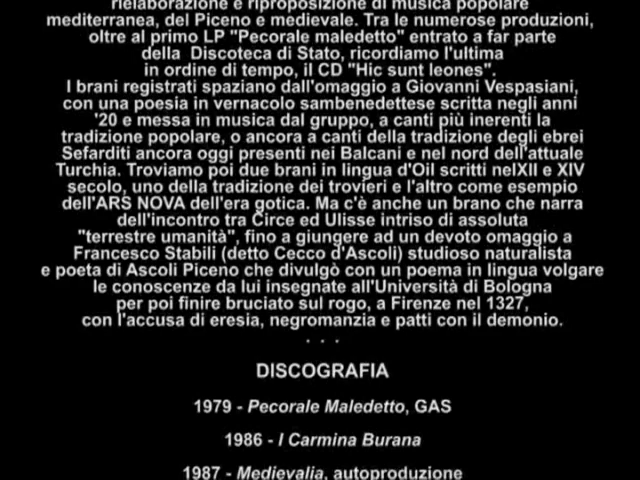 rielaborazione e riproposizione di musica popolare
mediterranea, del Piceno e medievale. Tra le numerose produzioni,
oltre al primo LP "Pecorale maledetto" entrato a far parte
della Discoteca di Stato, ricordiamo l'ultima
in ordine di tempo, il CD "Hic sunt leones".
I brani registrati spaziano dall'omaggio a Giovanni Vespasiani,
con una poesia in vernacolo sambenedettese scritta negli anni
'20 e messa in musica dal gruppo, a canti più inerenti la
tradizione popolare, o ancora a canti della tradizione degli ebrei
Sefarditi ancora oggi presenti nei Balcani e nel nord dell'attuale
Turchia. Troviamo poi due brani in lingua d'Oil scritti nelXII e XIV
secolo, uno della tradizione dei trovieri e l'altro come esempio
dell'ARS NOVA dell'era gotica. Ma c'è anche un brano che narra
dell'incontro tra Circe ed Ulisse intriso di assoluta
"terrestre umanità", fino a giungere ad un devoto omaggio a
Francesco Stabili (detto Cecco d'Ascoli) studioso naturalista
e poeta di Ascoli Piceno che divulgò con un poema in lingua volgare
le conoscenze da lui insegnate all'Università di Bologna
per poi finire bruciato sul rogo, a Firenze nel 1327,
con l'accusa di eresia, negromanzia e patti con il demonio.
. . .
DISCOGRAFIA
1979 - Pecorale Maledetto, GAS
1986 - I Carmina Burana
1987 - Medievalia, autoproduzione